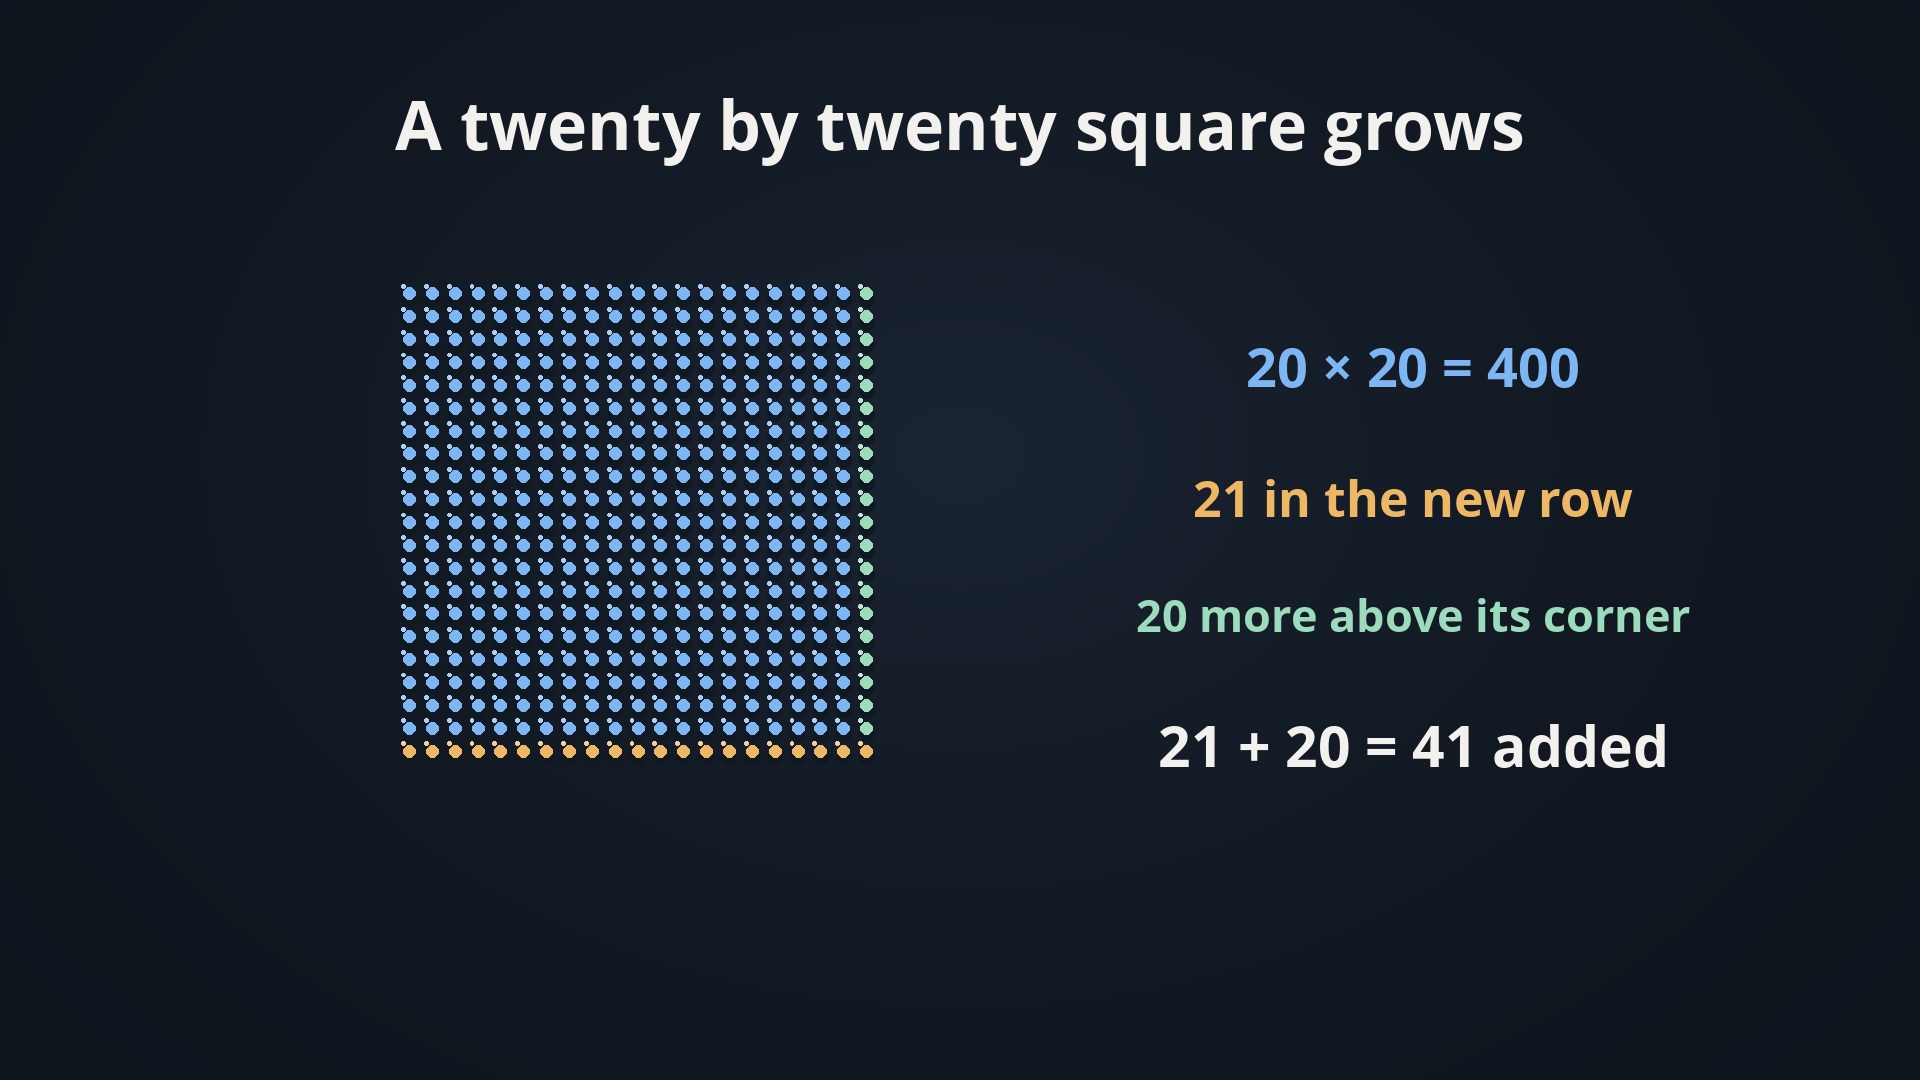 A twenty by twenty square grows
20 × 20 = 400
21 in the new row
20 more above its corner
21 + 20 = 41 added